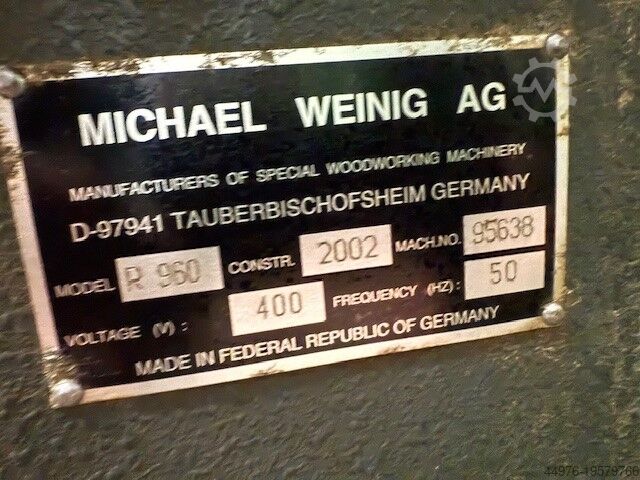 MICHAEL WEINIG AG
MANUFACTURERS OF SPECIAL WOODWORKING MACHINERY
D-97941 TAUBERBISCHOFSHEIM GERMANY
MODEL R 960 CONSTR. 2002 MACH.NO. 95638
VOLTAGE (V) : 400 FREQUENCY (HZ) : 50
MADE IN FEDERAL REPUBLIC OF GERMANY
44976-19579766